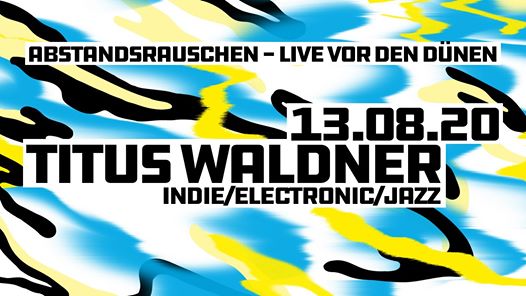 ABSTANDSRAUSCHEN – LIVE VOR DEN DÜNEN
13.08.20
TITUS WALDNER
INDIE/ELECTRONIC/JAZZ